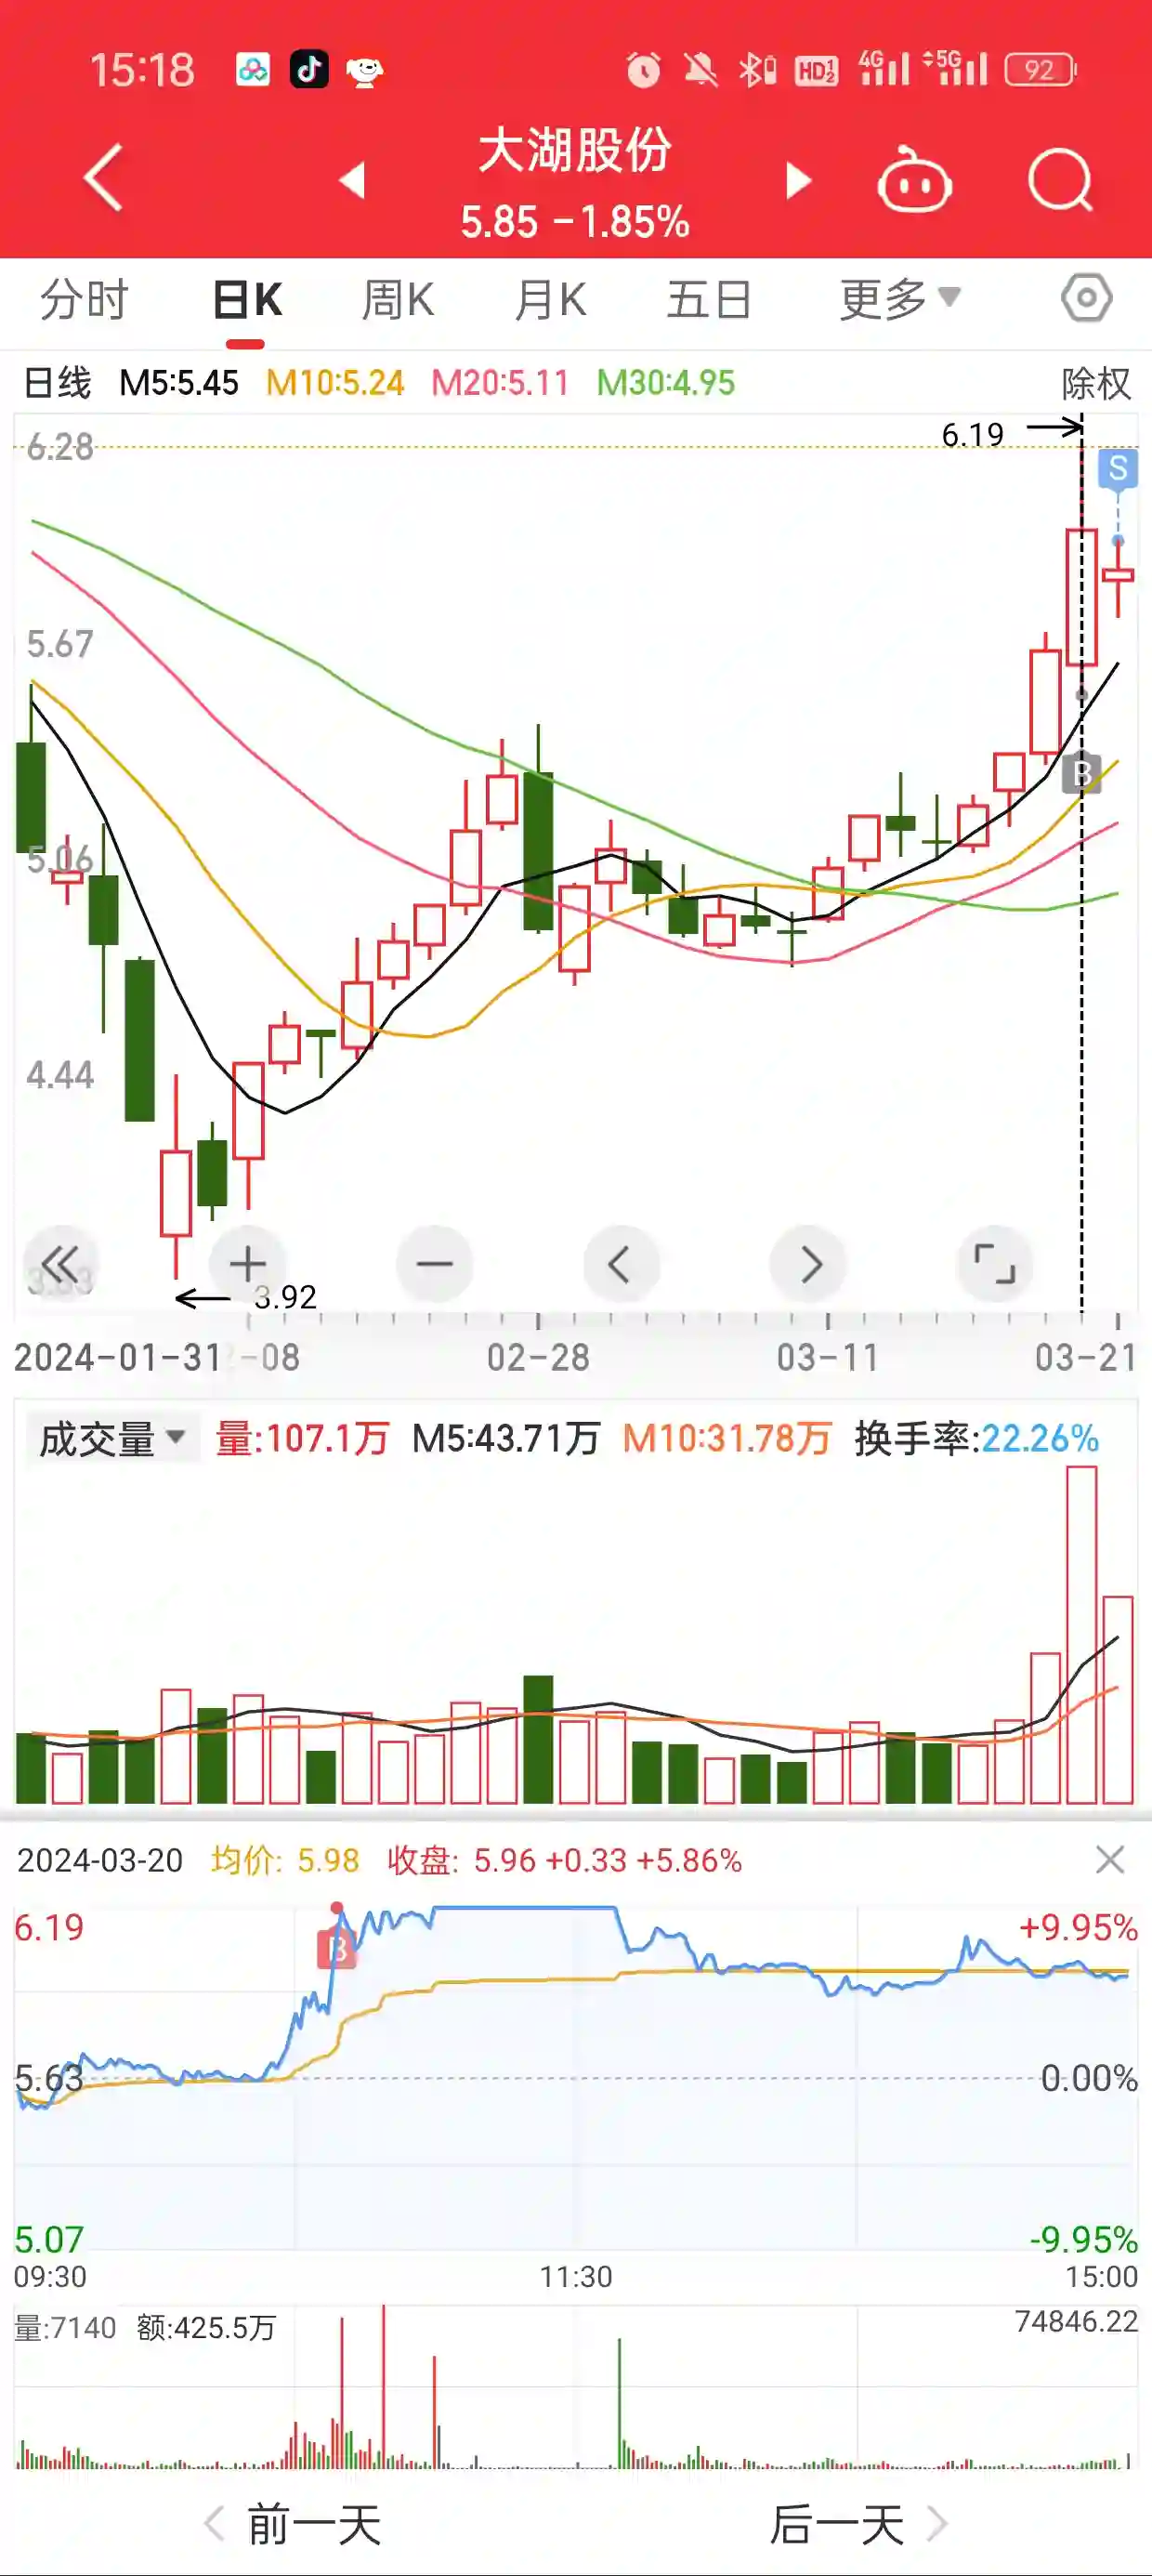 15:18 HD 1 2 4G 5G 92
大湖股份
5.85 -1.85%
分时 日K 周K 月K 五日 更多
日线 M5:5.45 M10:5.24 M20:5.11 M30:4.95 除权
6.28
6.19
S
5.67
B
5.06
4.44
3.83
3.92
2024-01-31 -08 02-28 03-11 03-21
成交量 量:107.1万 M5:43.71万 M10:31.78万 换手率:22.26%
2024-03-20 均价: 5.98 收盘: 5.96 +0.33 +5.86%
6.19 +9.95%
B
5.63 0.00%
5.07 -9.95%
09:30 11:30 15:00
量:7140 额:425.5万 74846.22
前一天 后一天